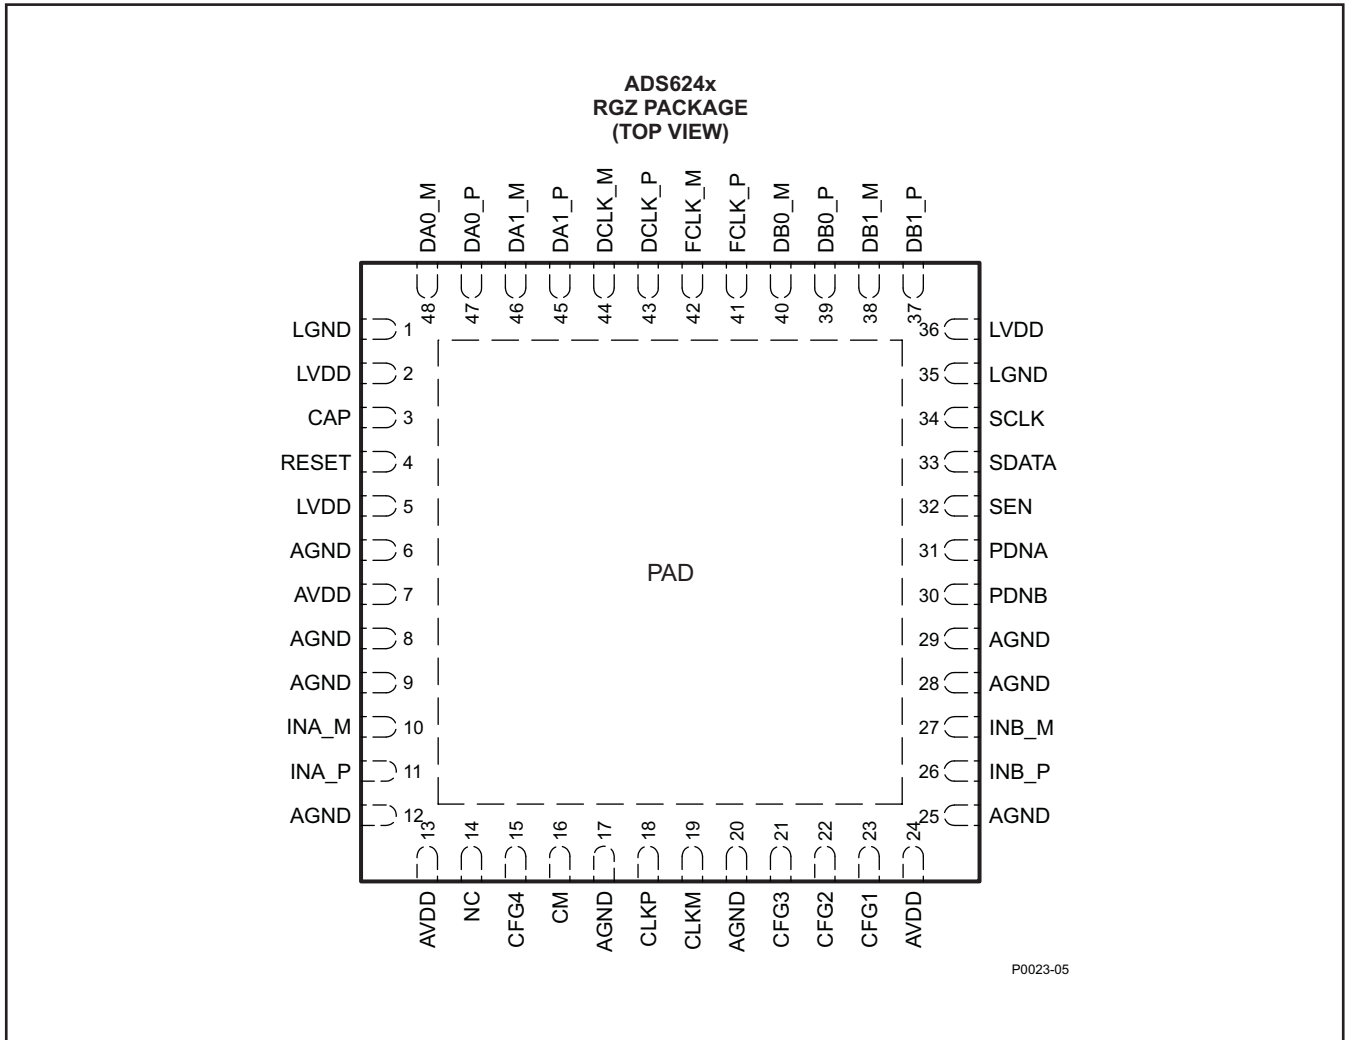 ADS624x
RGZ PACKAGE
(TOP VIEW)
DA0_M
DA0_P
DA1_M
DA1_P
DCLK_M
DCLK_P
FCLK_M
FCLK_P
DB0_M
DB0_P
DB1_M
DB1_P
48
47
46
45
44
43
42
41
40
39
38
37
LGND 1
36 LVDD
LVDD 2
35 LGND
CAP 3
34 SCLK
RESET 4
33 SDATA
LVDD 5
32 SEN
AGND 6
31 PDNA
PAD
AVDD 7
30 PDNB
AGND 8
29 AGND
AGND 9
28 AGND
INA_M 10
27 INB_M
INA_P 11
26 INB_P
AGND 12
25 AGND
13
14
15
16
17
18
19
20
21
22
23
24
AVDD
NC
CFG4
CM
AGND
CLKP
CLKM
AGND
CFG3
CFG2
CFG1
AVDD
P0023-05